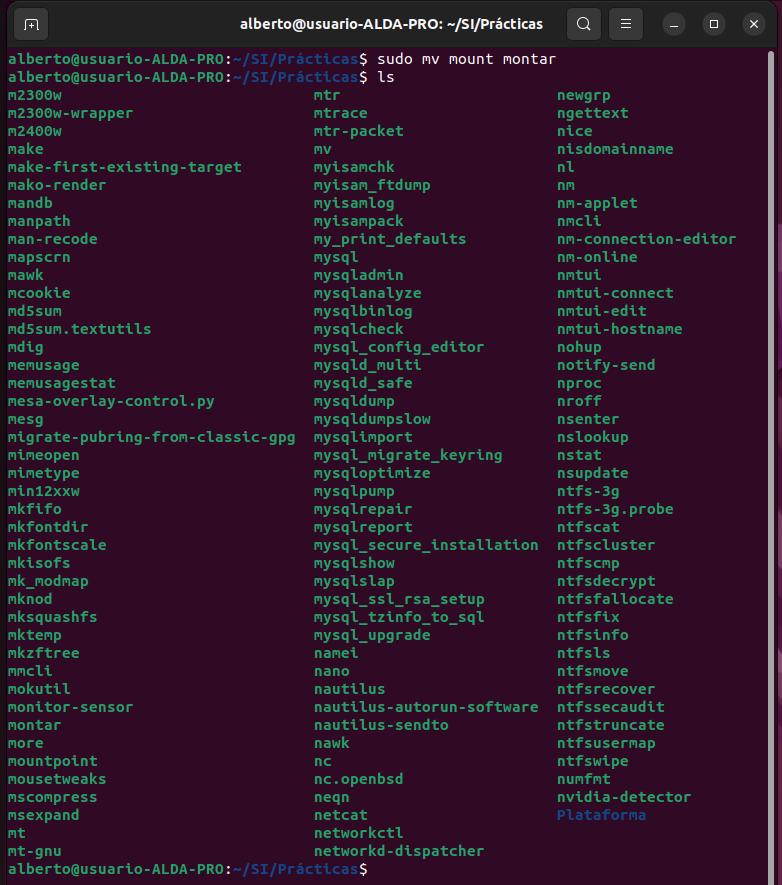 alberto@usuario-ALDA-PRO: ~/SI/Prácticas
alberto@usuario-ALDA-PRO:~/SI/Prácticas$ sudo mv mount montar
alberto@usuario-ALDA-PRO:~/SI/Prácticas$ ls
m2300w mtr newgrp
m2300w-wrapper mtrace ngettext
m2400w mtr-packet nice
make mv nisdomainname
make-first-existing-target myisamchk nl
mako-render myisam_ftdump nm
mandb myisamlog nm-applet
manpath myisampack nmcli
man-recode my_print_defaults nm-connection-editor
mapscrn mysql nm-online
mawk mysqladmin nmtui
mcookie mysqlanalyze nmtui-connect
md5sum mysqlbinlog nmtui-edit
md5sum.textutils mysqlcheck nmtui-hostname
mdig mysql_config_editor nohup
memusage mysqld_multi notify-send
memusagestat mysqld_safe nproc
mesa-overlay-control.py mysqldump nroff
mesg mysqldumpslow nsenter
migrate-pubring-from-classic-gpg mysqlimport nslookup
mimeopen mysql_migrate_keyring nstat
mimetype mysqloptimize nsupdate
min12xxw mysqlpump ntfs-3g
mkfifo mysqlrepair ntfs-3g.probe
mkfontdir mysqlreport ntfscat
mkfontscale mysql_secure_installation ntfscluster
mkisofs mysqlshow ntfscmp
mk_modmap mysqlslap ntfsdecrypt
mknod mysql_ssl_rsa_setup ntfsfallocate
mksquashfs mysql_tzinfo_to_sql ntfsfix
mktemp mysql_upgrade ntfsinfo
mkzftree namei ntfsls
mmcli nano ntfsmove
mokutil nautilus ntfsrecover
monitor-sensor nautilus-autorun-software ntfssecaudit
montar nautilus-sendto ntfstruncate
more nawk ntfsusermap
mountpoint nc ntfswipe
mousetweaks nc.openbsd numfmt
mscompress neqn nvidia-detector
msexpand netcat Plataforma
mt networkctl
mt-gnu networkd-dispatcher
alberto@usuario-ALDA-PRO:~/SI/Prácticas$